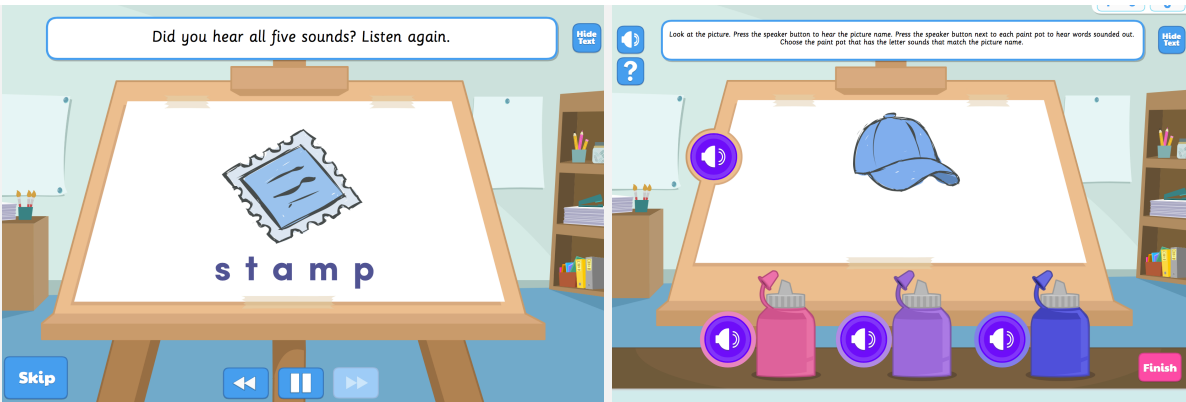 Did you hear all five sounds? Listen again.
Hide
Text
s t a m p
Skip
Look at the picture. Press the speaker button to hear the picture name. Press the speaker button next to each paint pot to hear words sounded out.
Choose the paint pot that has the letter sounds that match the picture name.
Hide
Text
?
Finish